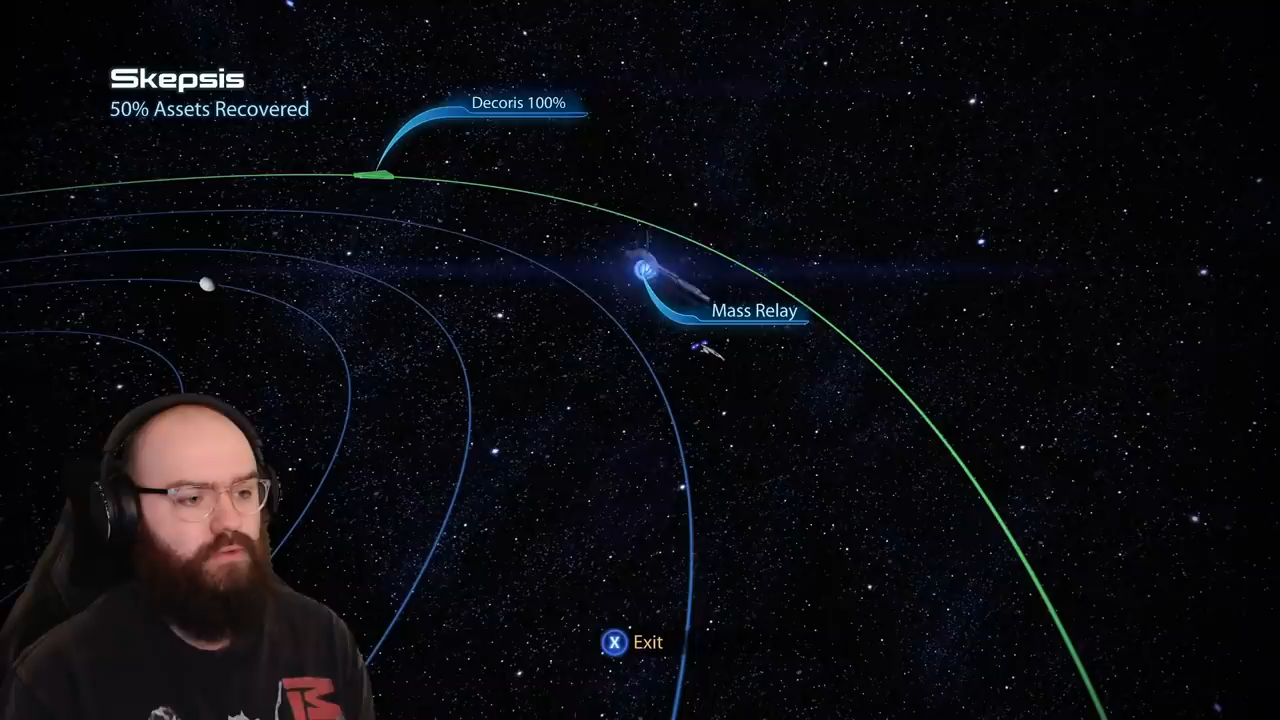 Skepsis
50% Assets Recovered
Decoris 100%
Mass Relay
X Exit